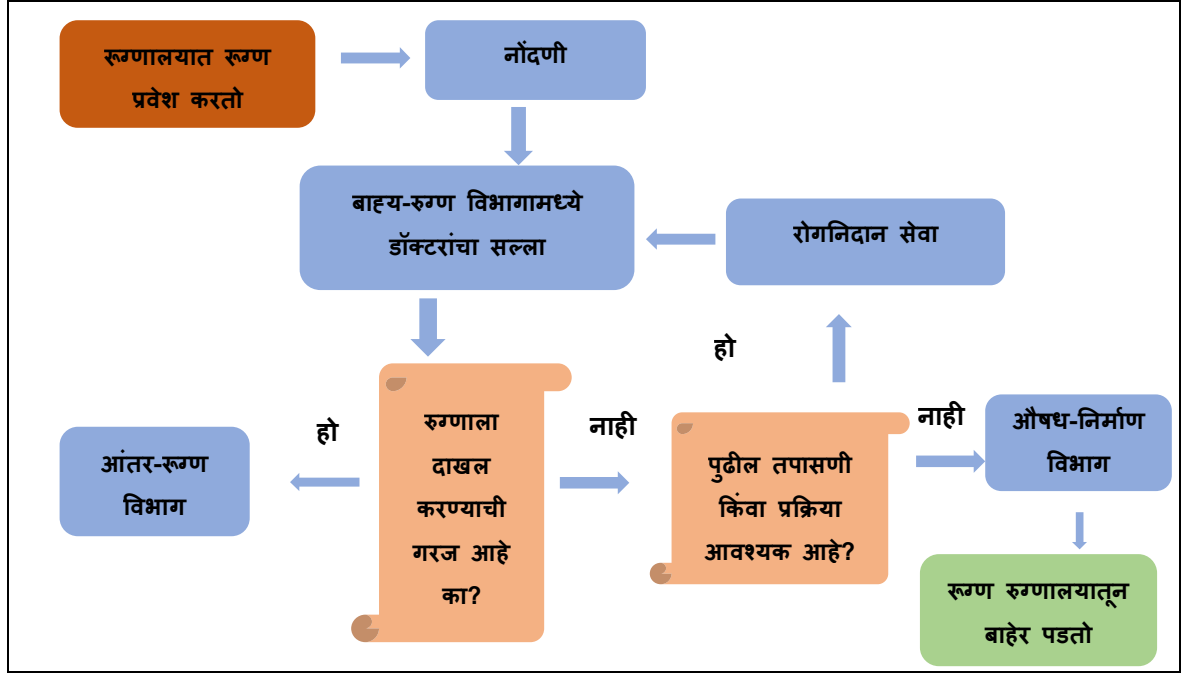 रूग्णालयात रूग्ण
प्रवेश करतो
नोंदणी
बाह्य-रुग्ण विभागामध्ये
डॉक्टरांचा सल्ला
रोगनिदान सेवा
हो
रुग्णाला
दाखल
करण्याची
गरज आहे
का?
हो
आंतर-रूग्ण
विभाग
नाही
पुढील तपासणी
किंवा प्रक्रिया
आवश्यक आहे?
नाही
औषध-निर्माण
विभाग
रूग्ण रुग्णालयातून
बाहेर पडतो